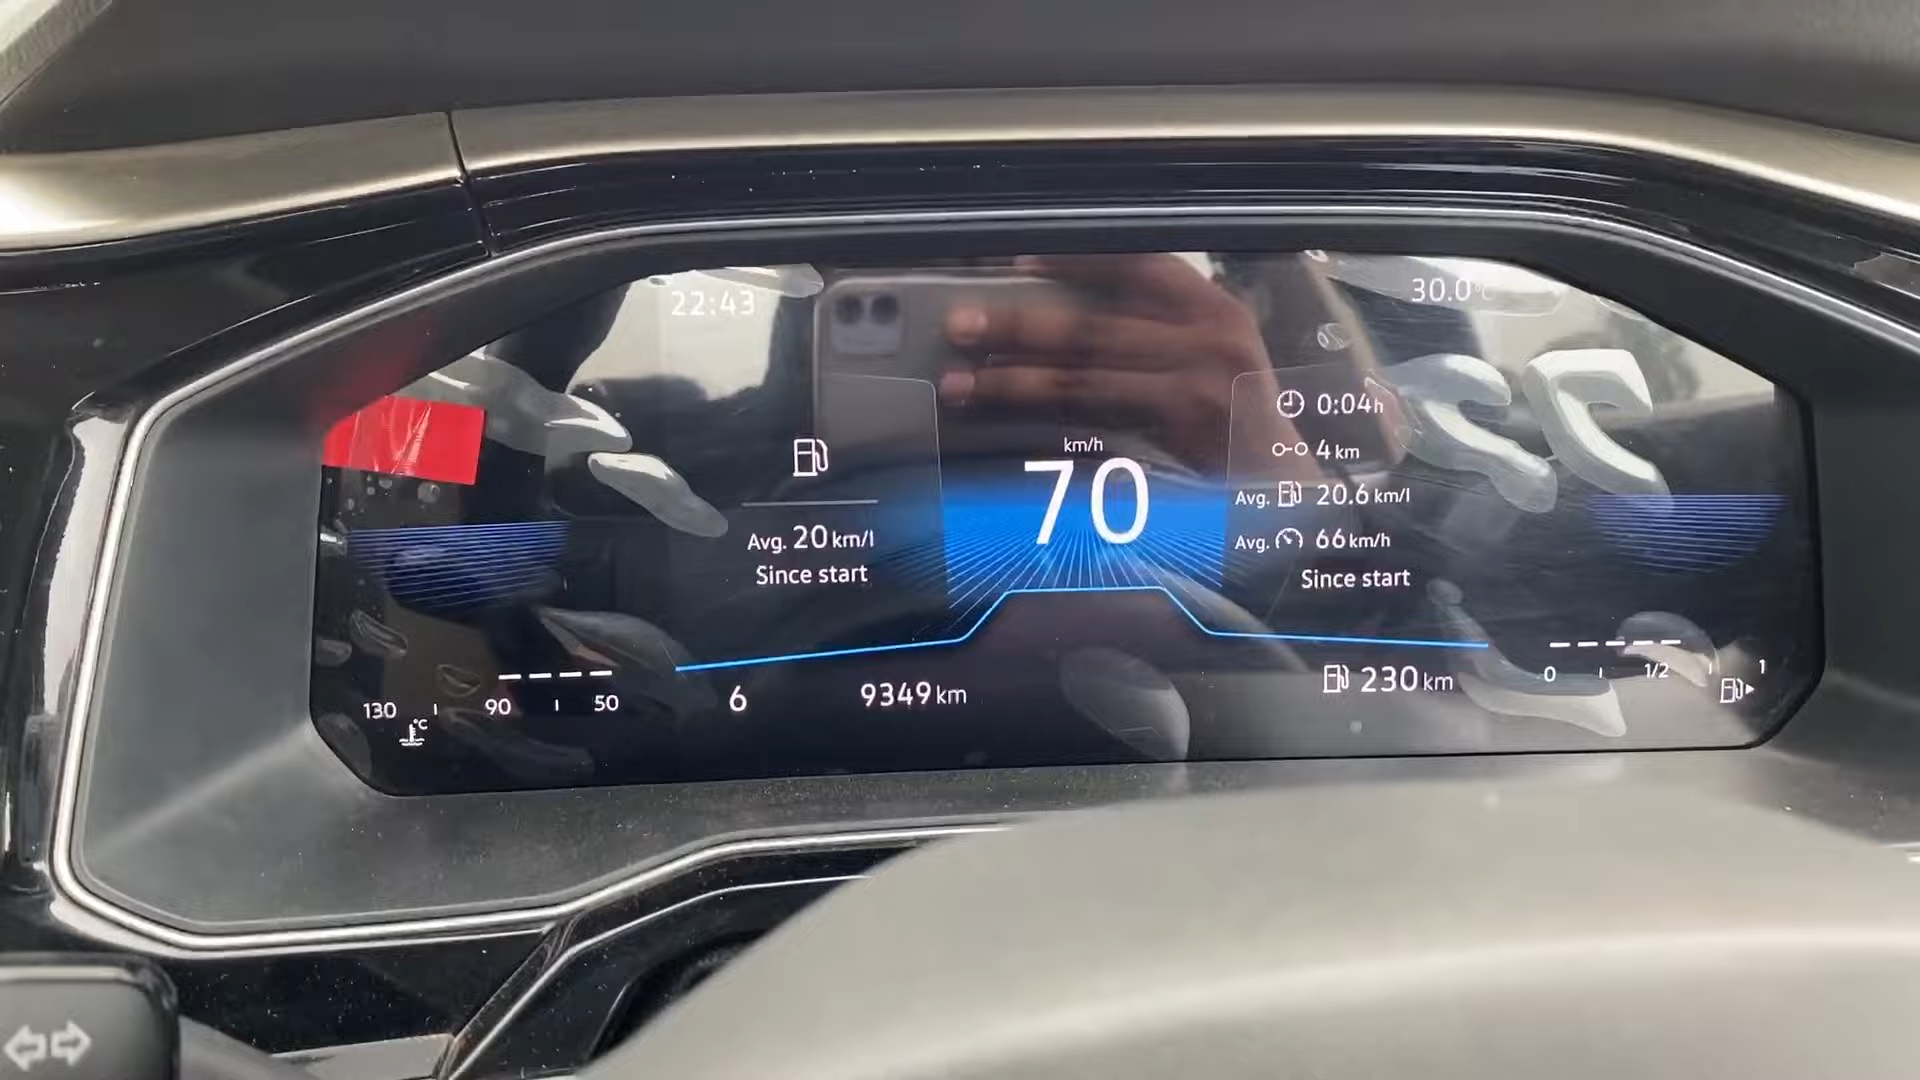 22:43
30.0°C
0:04h
4 km
Avg. 20.6 km/l
Avg. 66 km/h
Since start
km/h
70
Avg. 20 km/l
Since start
130 90 50
°C
6
9349 km
230 km
0 1/2 1